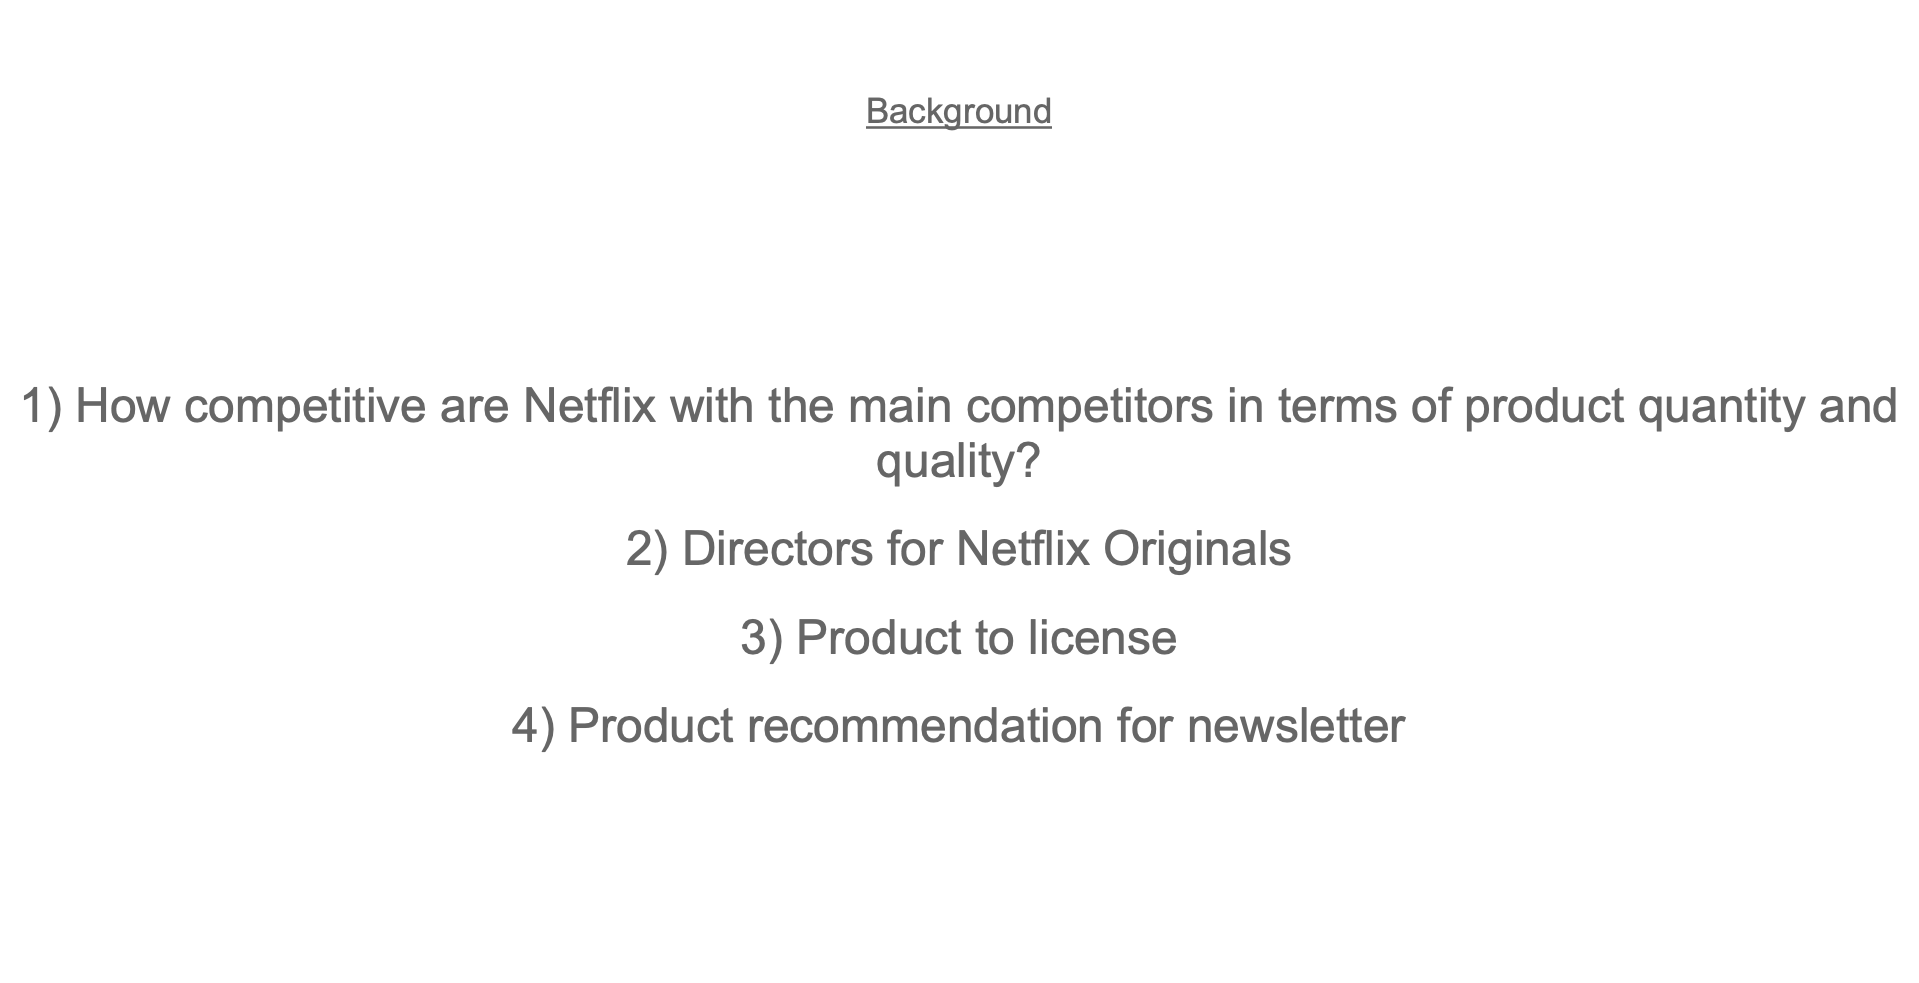 Background
1) How competitive are Netflix with the main competitors in terms of product quantity and
quality?
2) Directors for Netflix Originals
3) Product to license
4) Product recommendation for newsletter